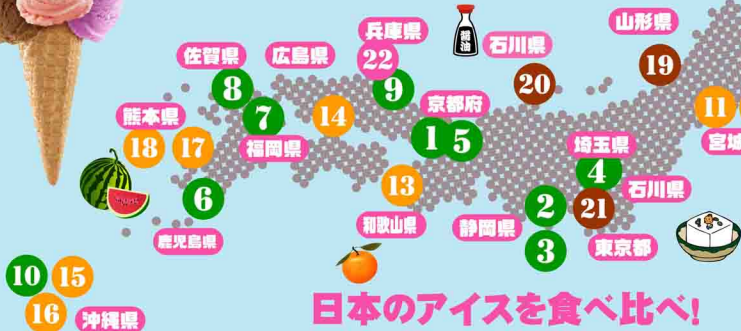 兵庫県
山形県
佐賀県
広島県
醤油
石川県
22
19
8
9
20
京都府
熊本県
7
14
11
18
17
福岡県
1
5
埼玉県
宮城
4
13
石川県
6
2
21
和歌山県
静岡県
鹿児島県
3
東京都
10
15
16
沖縄県
日本のアイスを食べ比べ!